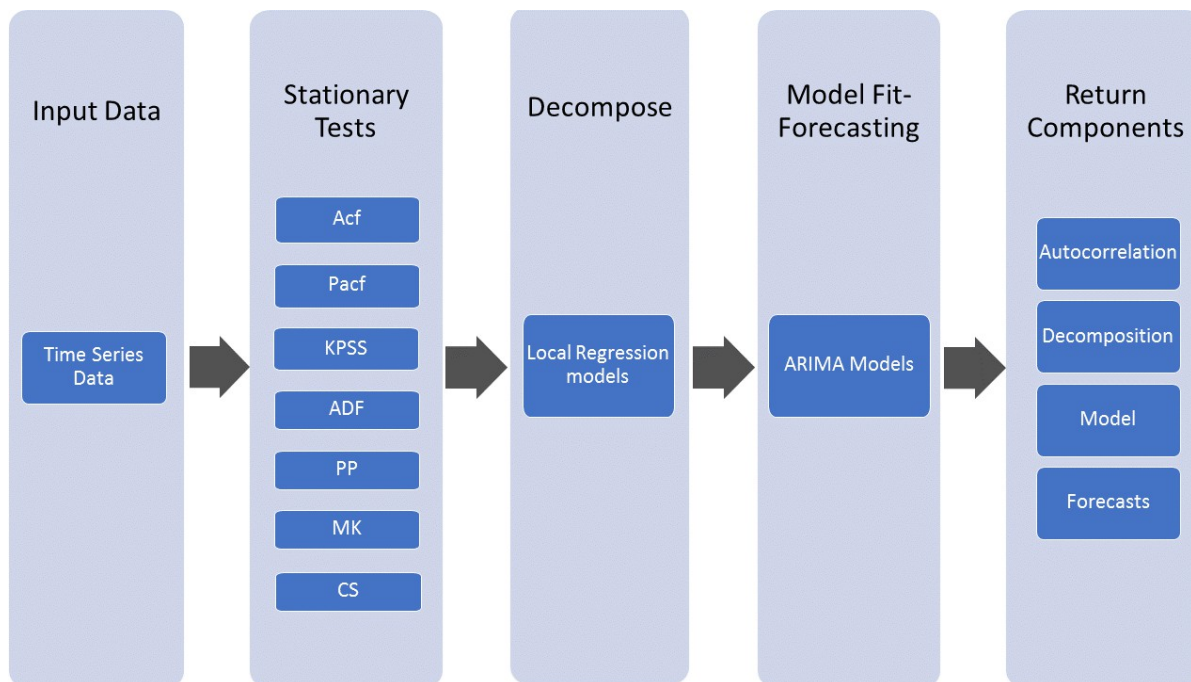 Input Data
Time Series
Data
Stationary
Tests
Acf
Pacf
KPSS
ADF
PP
MK
CS
Decompose
Local Regression
models
Model Fit-
Forecasting
ARIMA Models
Return
Components
Autocorrelation
Decomposition
Model
Forecasts